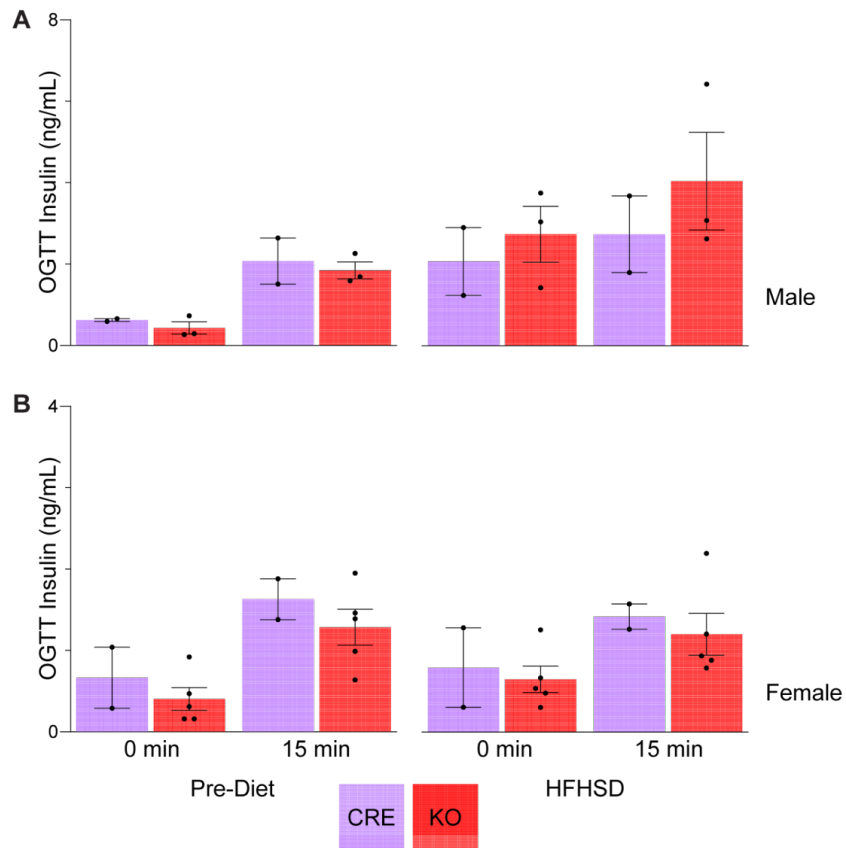 A
8
OGTT Insulin (ng/mL)
0
Male
B
4
OGTT Insulin (ng/mL)
0
Female
0 min 15 min 0 min 15 min
Pre-Diet HFHSD
CRE KO